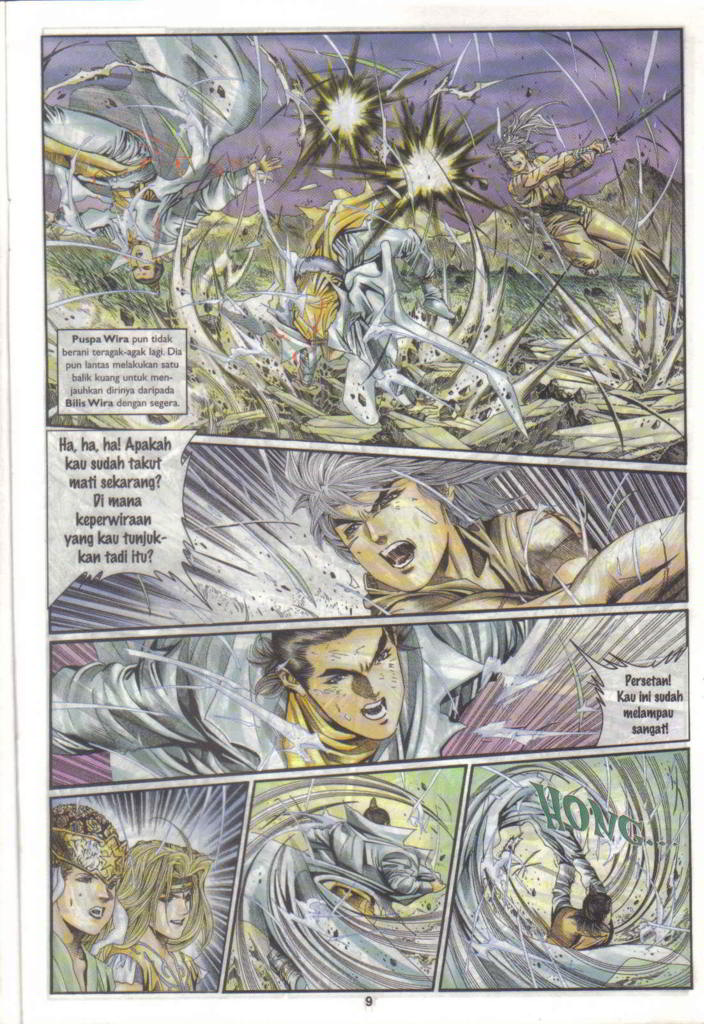 Puspa Wira pun tidak
berani teragak-agak lagi. Dia
pun lantas melakukan satu
balik kuang untuk men-
jauhkan dirinya daripada
Bilis Wira dengan segera.
Ha, ha, ha! Apakah
kau sudah takut
mati sekarang?
Di mana
keperwiraan
yang kau tunjuk-
kan tadi itu?
Persetan!
Kau ini sudah
melampau
sangat!
HONG....
9